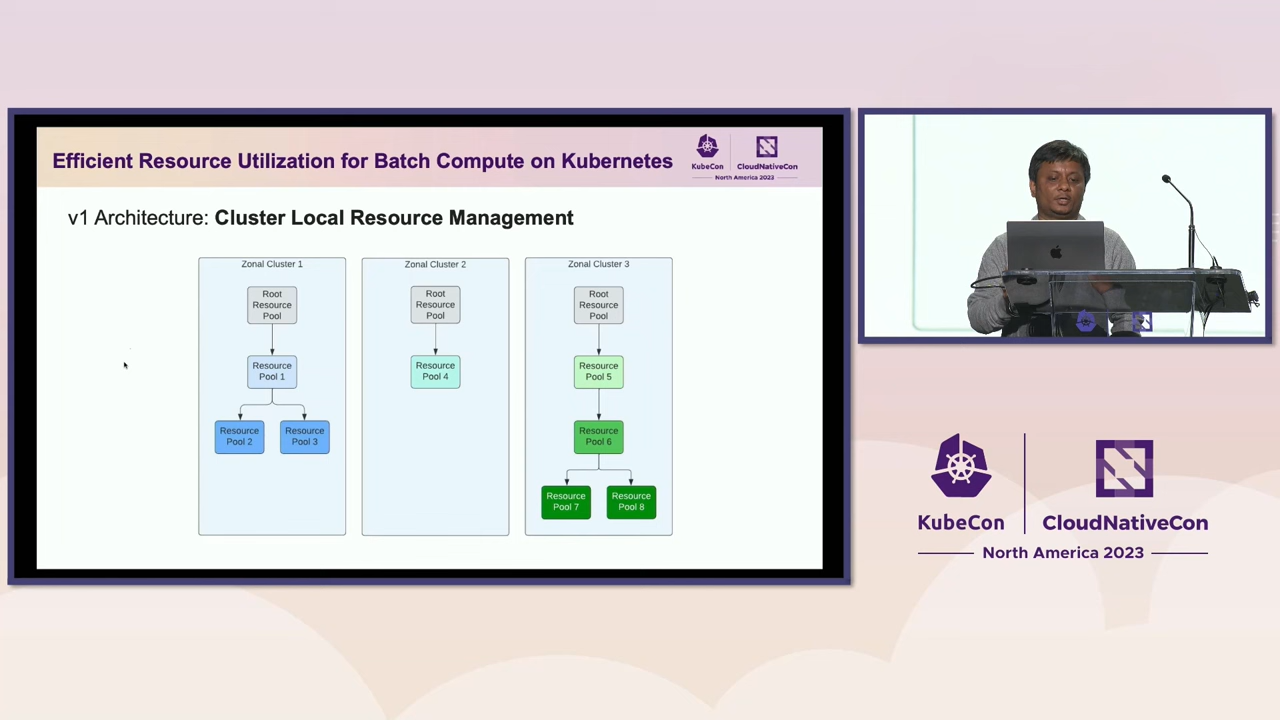 Efficient Resource Utilization for Batch Compute on Kubernetes
KubeCon
CloudNativeCon
North America 2023
v1 Architecture: Cluster Local Resource Management
Zonal Cluster 1
Root
Resource
Pool
Resource
Pool 1
Resource
Pool 2
Resource
Pool 3
Zonal Cluster 2
Root
Resource
Pool
Resource
Pool 4
Zonal Cluster 3
Root
Resource
Pool
Resource
Pool 5
Resource
Pool 6
Resource
Pool 7
Resource
Pool 8
KubeCon
CloudNativeCon
North America 2023